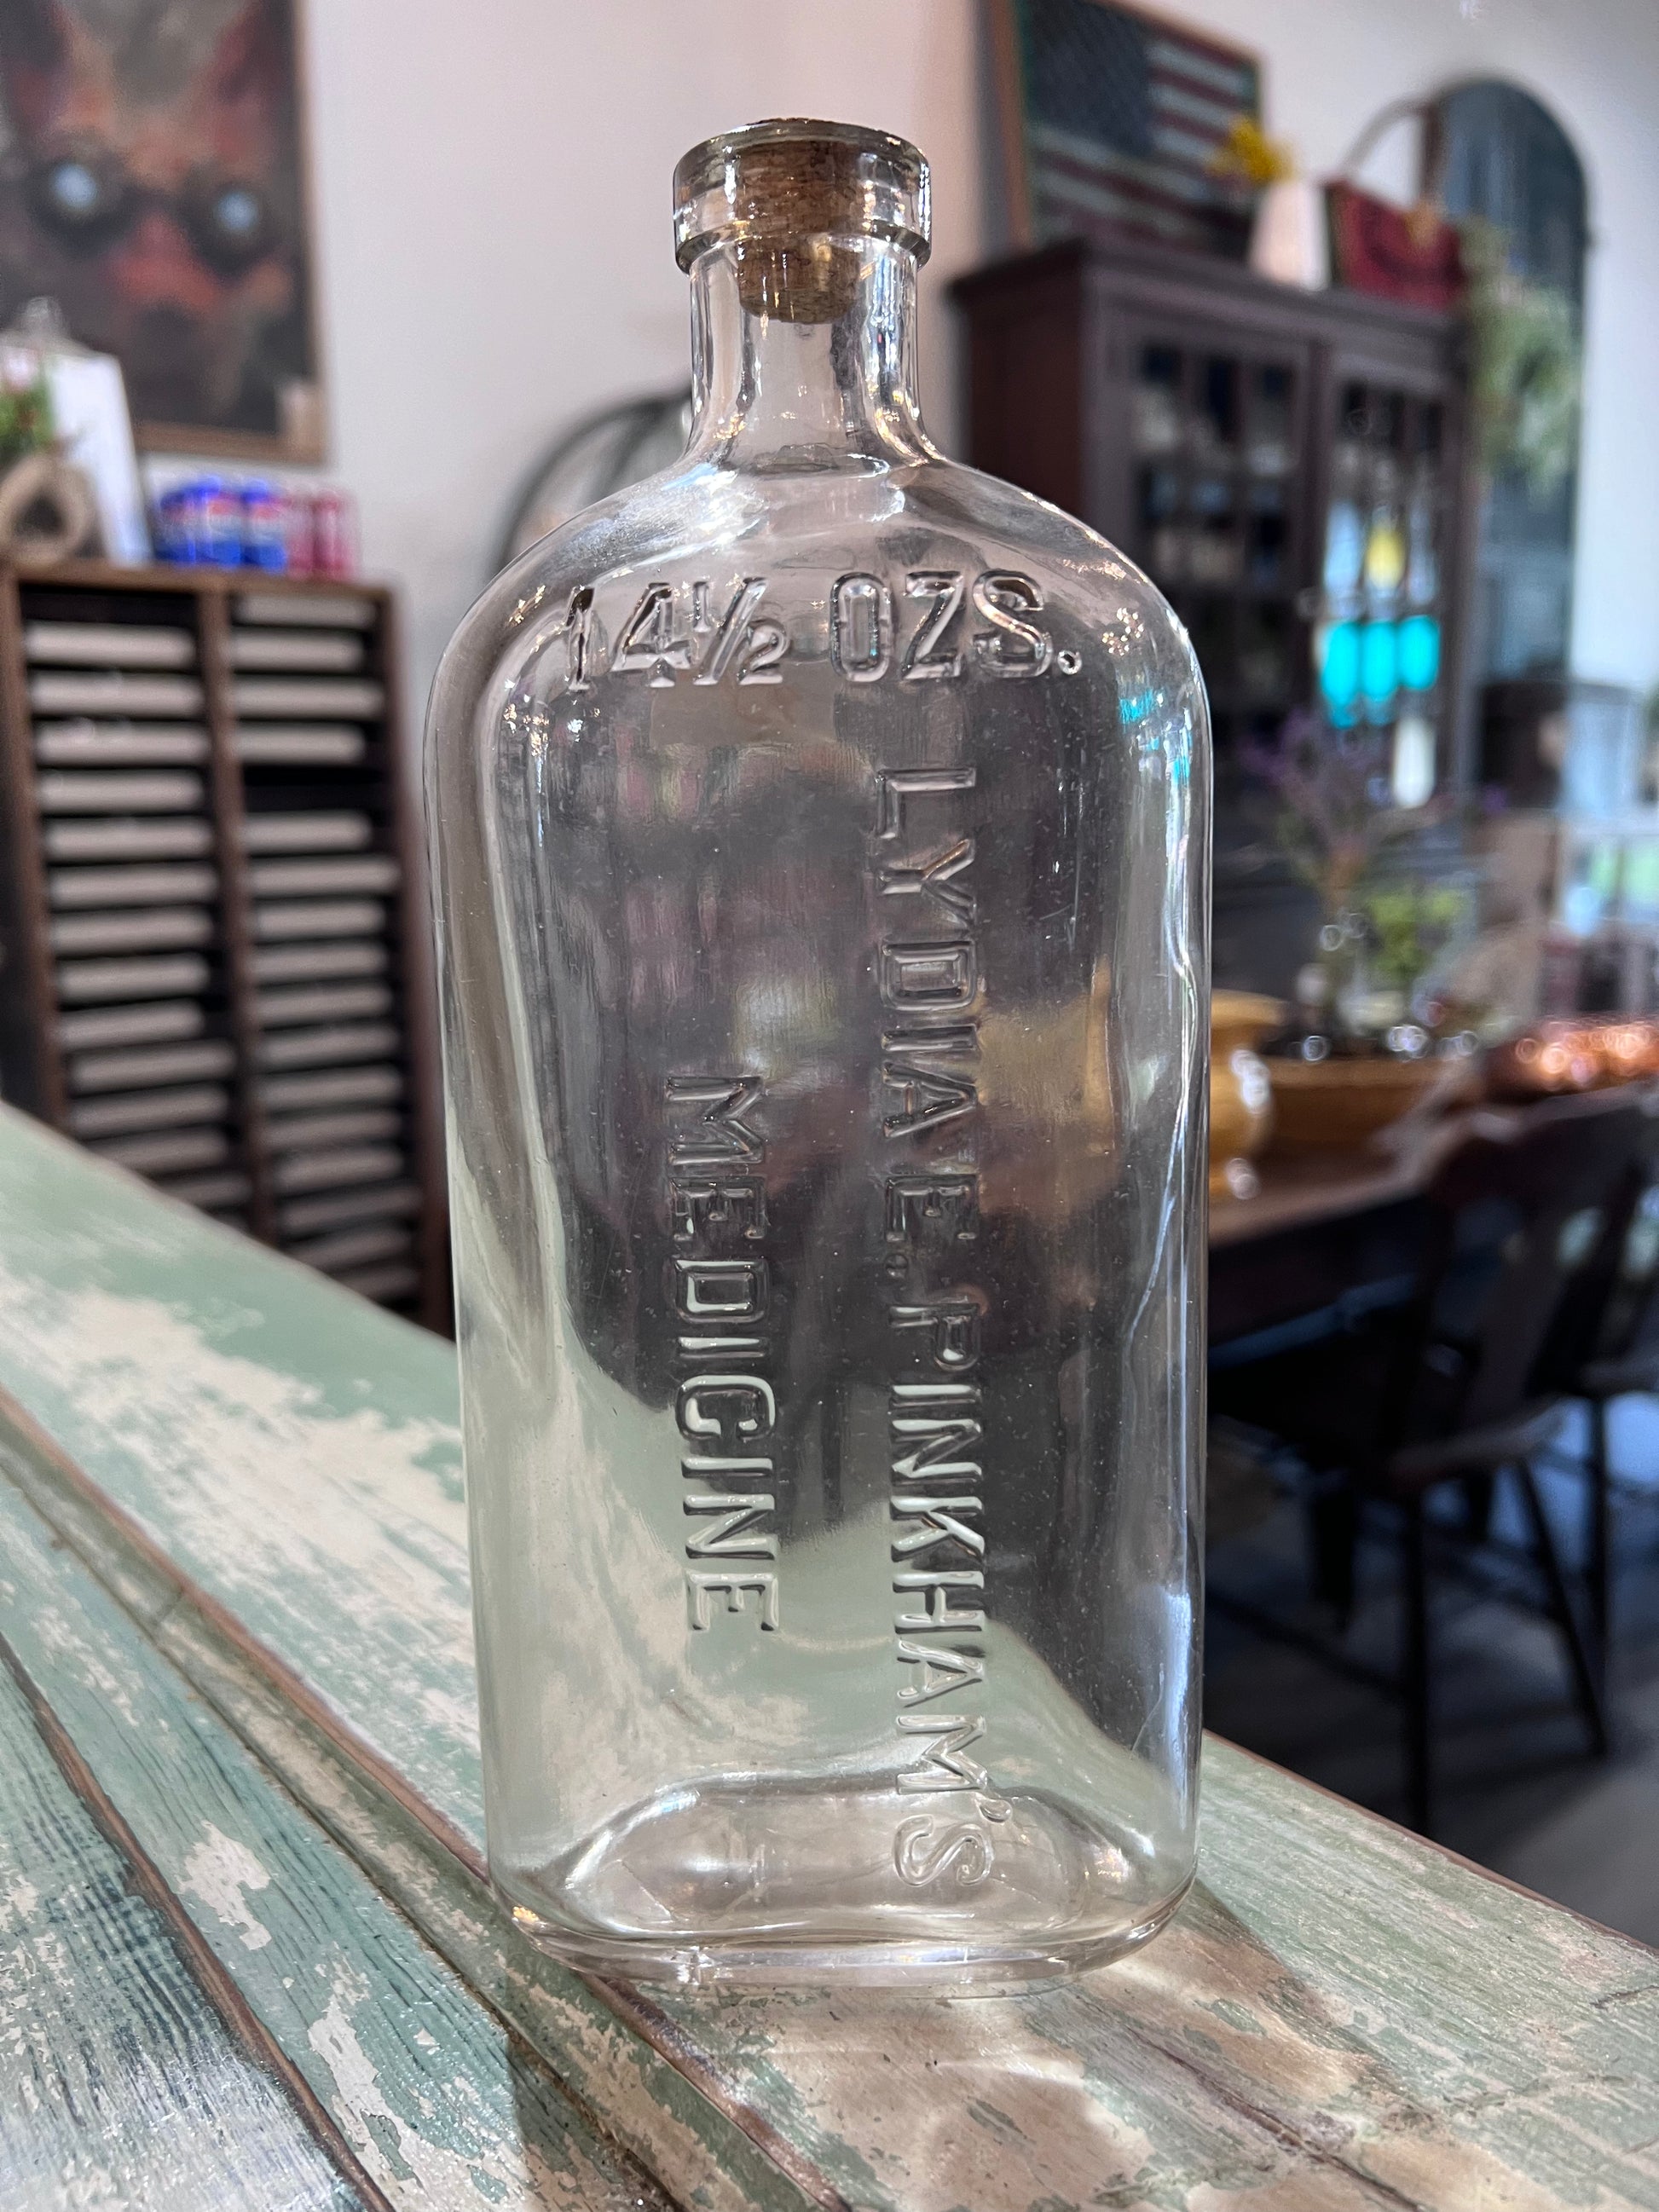 14½ OZS.
LYDIA E. PINKHAM'S
MEDICINE